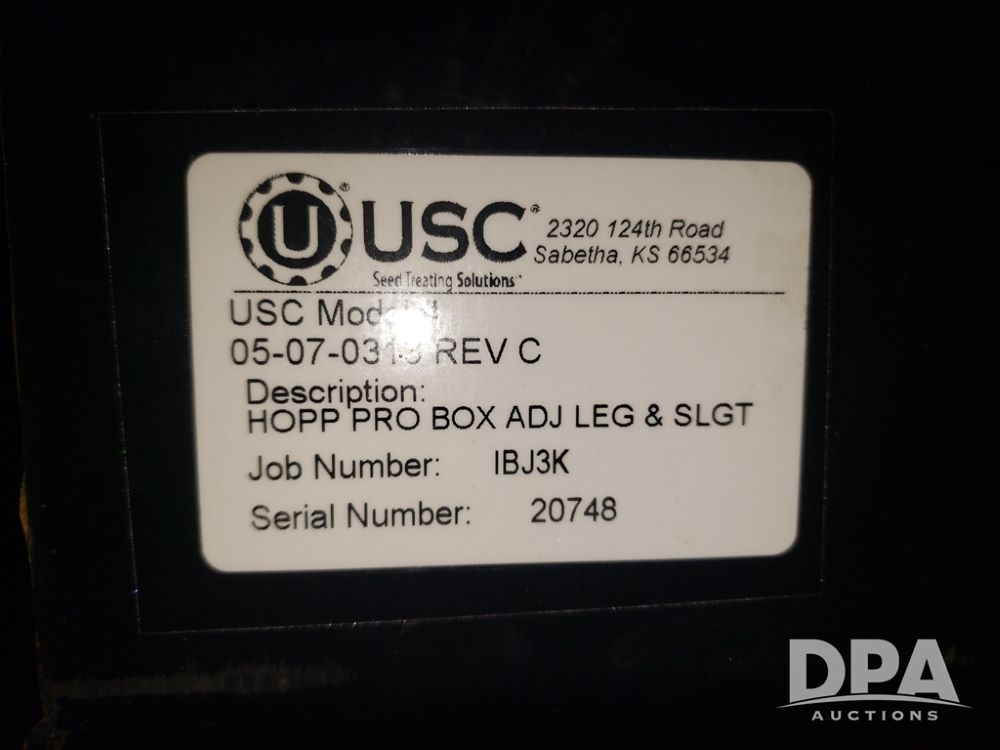 U® USC® 2320 124th Road
Sabetha, KS 66534
Seed Treating Solutions™
USC
REV C
Description:
HOPP PRO BOX ADJ LEG & SLGT
Job Number: IBJ3K
Serial Number: 20748
DPA
AUCTIONS